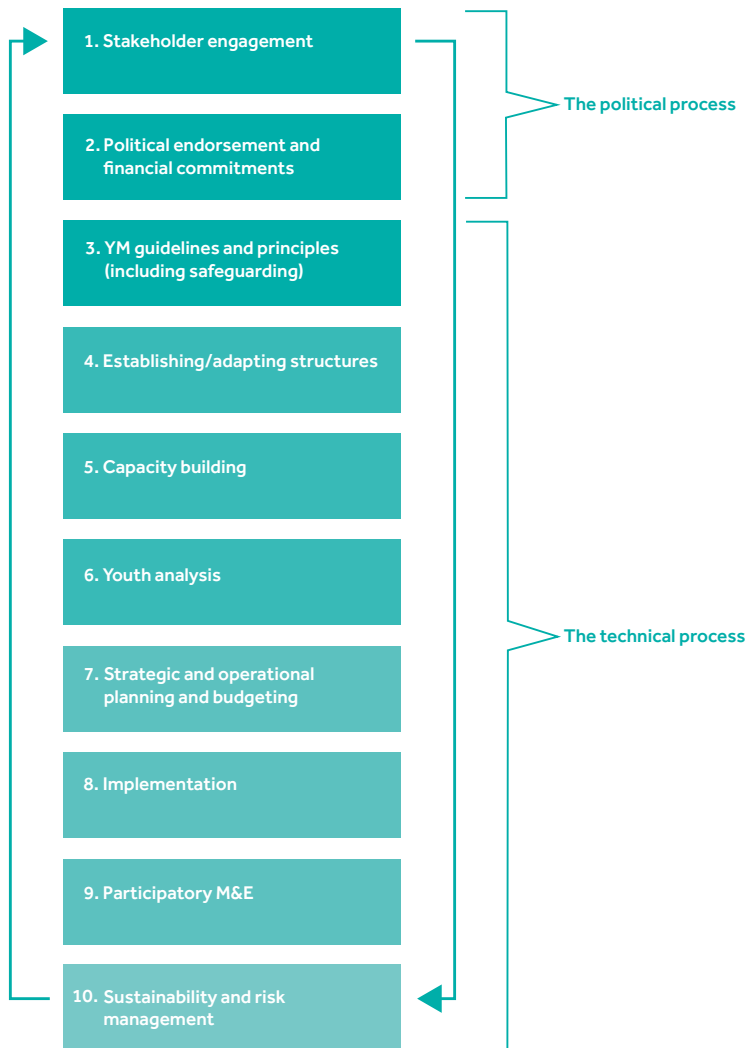 1. Stakeholder engagement
The political process
2. Political endorsement and
financial commitments
3. YM guidelines and principles
(including safeguarding)
4. Establishing/adapting structures
5. Capacity building
6. Youth analysis
The technical process
7. Strategic and operational
planning and budgeting
8. Implementation
9. Participatory M&E
10. Sustainability and risk
management